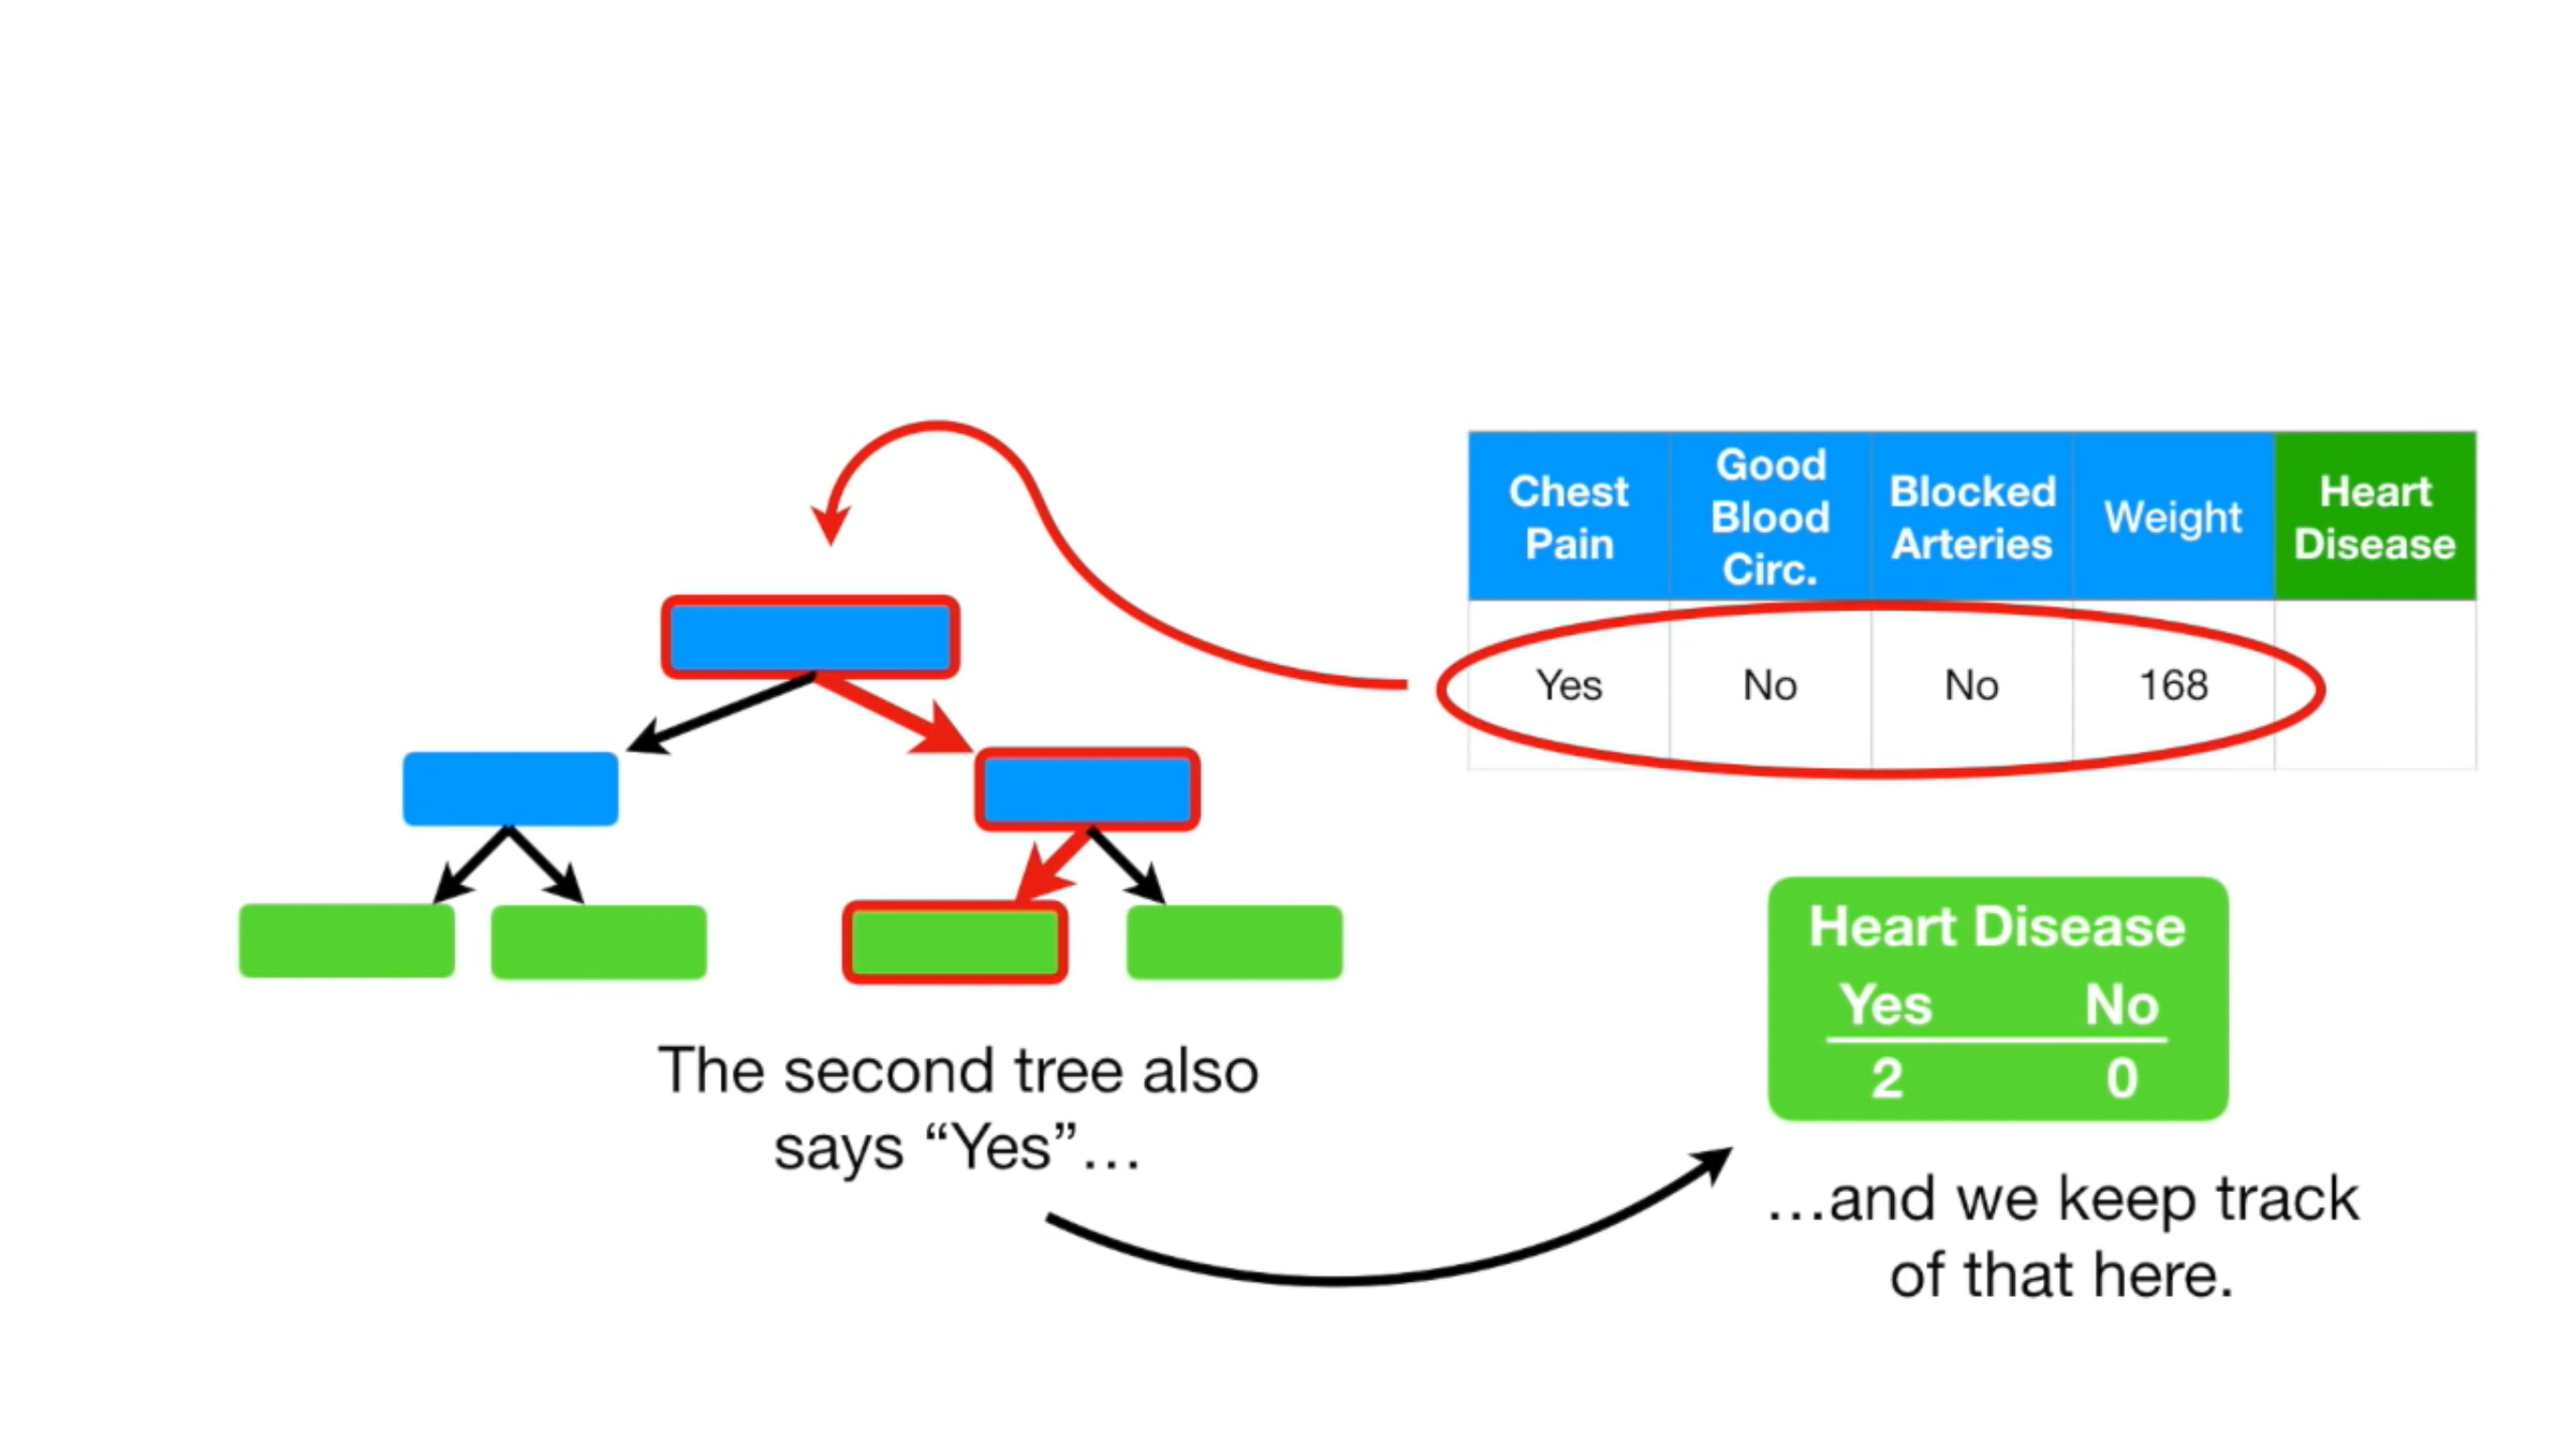 Chest
Pain
Good
Blood
Circ.
Blocked
Arteries
Weight
Heart
Disease
Yes
No
No
168
Heart Disease
Yes No
2 0
The second tree also
says “Yes”…
…and we keep track
of that here.